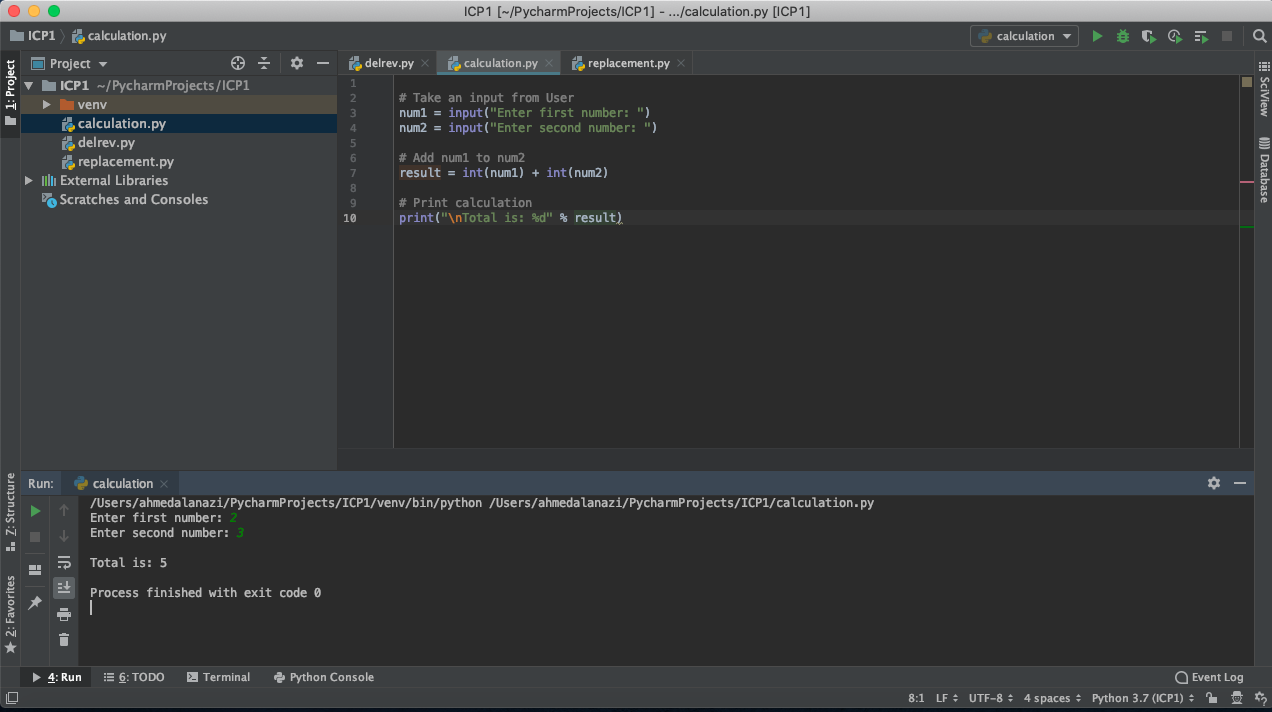 ICP1 [~/PycharmProjects/ICP1] - .../calculation.py [ICP1]
ICP1 calculation.py
calculation
Project
delrev.py
calculation.py
replacement.py
1: Project
ICP1 ~/PycharmProjects/ICP1
venv
calculation.py
delrev.py
replacement.py
External Libraries
Scratches and Consoles
1
2 # Take an input from User
3 num1 = input("Enter first number: ")
4 num2 = input("Enter second number: ")
5
6 # Add num1 to num2
7 result = int(num1) + int(num2)
8
9 # Print calculation
10 print("\nTotal is: %d" % result)
SciView
Database
Z: Structure
2: Favorites
Run: calculation
/Users/ahmedalanazi/PycharmProjects/ICP1/venv/bin/python /Users/ahmedalanazi/PycharmProjects/ICP1/calculation.py
Enter first number: 2
Enter second number: 3
Total is: 5
Process finished with exit code 0
4: Run 6: TODO Terminal Python Console Event Log
8:1 LF UTF-8 4 spaces Python 3.7 (ICP1)